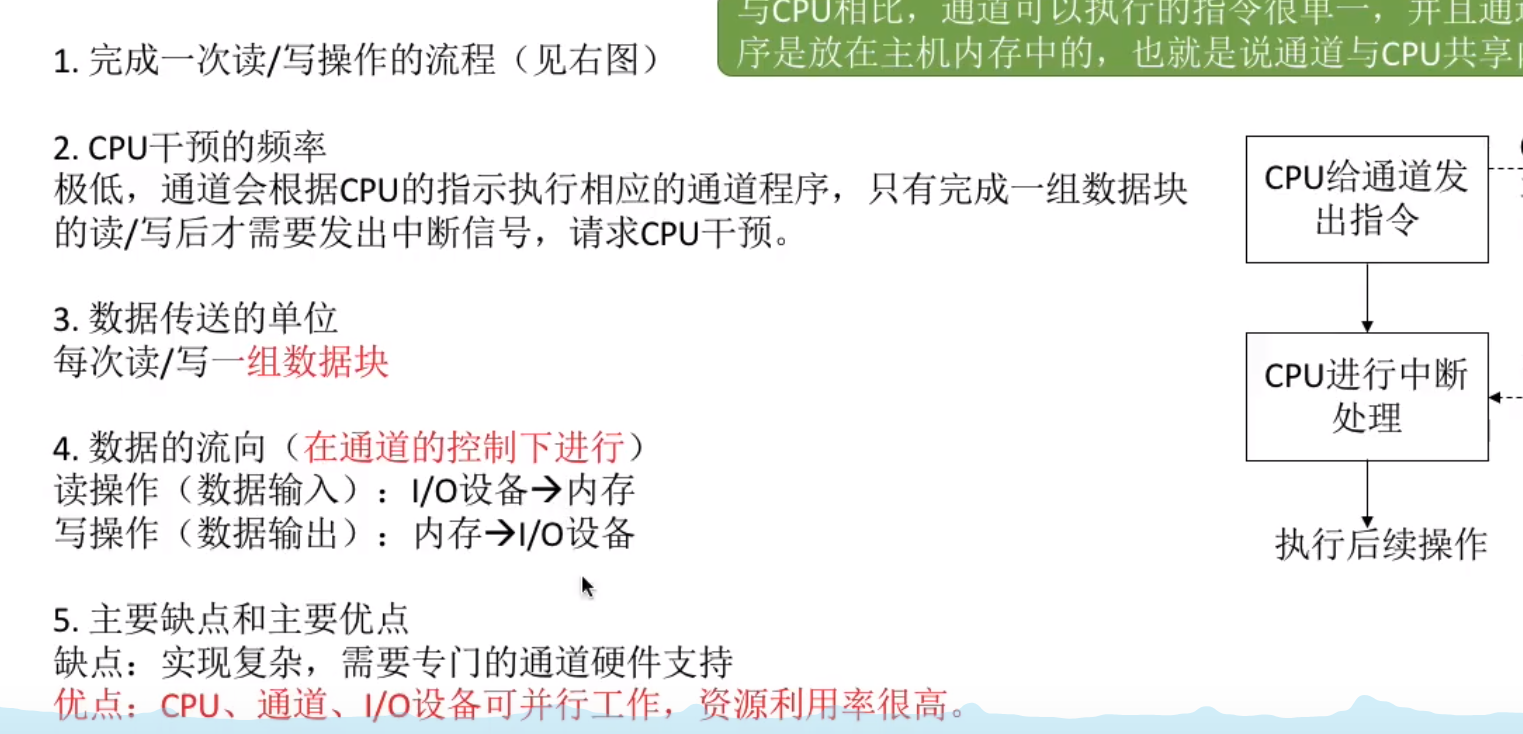 与CPU相比，通道可以执行的指令很单一，并且通道
序是放在主机内存中的，也就是说通道与CPU共享
1. 完成一次读/写操作的流程（见右图）
2. CPU干预的频率
极低，通道会根据CPU的指示执行相应的通道程序，只有完成一组数据块
的读/写后才需要发出中断信号，请求CPU干预。
3. 数据传送的单位
每次读/写一组数据块
4. 数据的流向（在通道的控制下进行）
读操作（数据输入）：I/O设备→内存
写操作（数据输出）：内存→I/O设备
5. 主要缺点和主要优点
缺点：实现复杂，需要专门的通道硬件支持
优点：CPU、通道、I/O设备可并行工作，资源利用率很高。
CPU给通道发
出指令
CPU进行中断
处理
执行后续操作